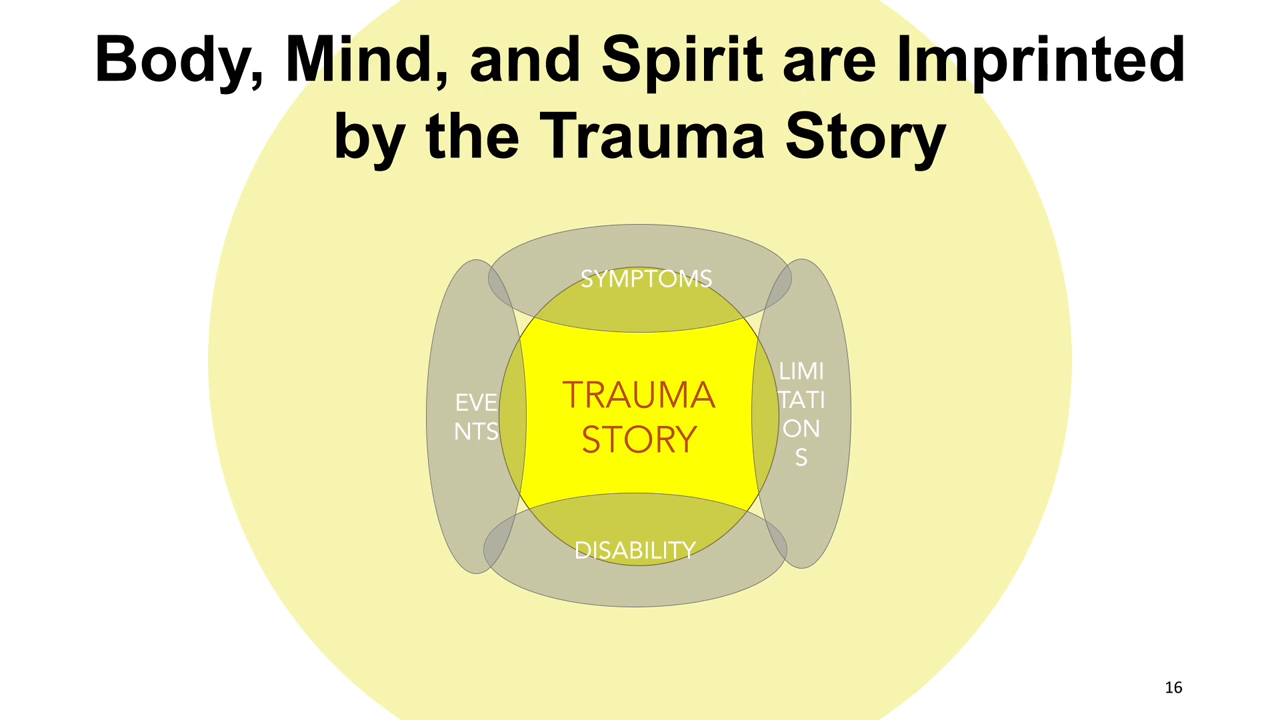 Body, Mind, and Spirit are Imprinted
by the Trauma Story
SYMPTOMS
EVE
NTS
TRAUMA
STORY
LIMI
TATI
ON
S
DISABILITY
16